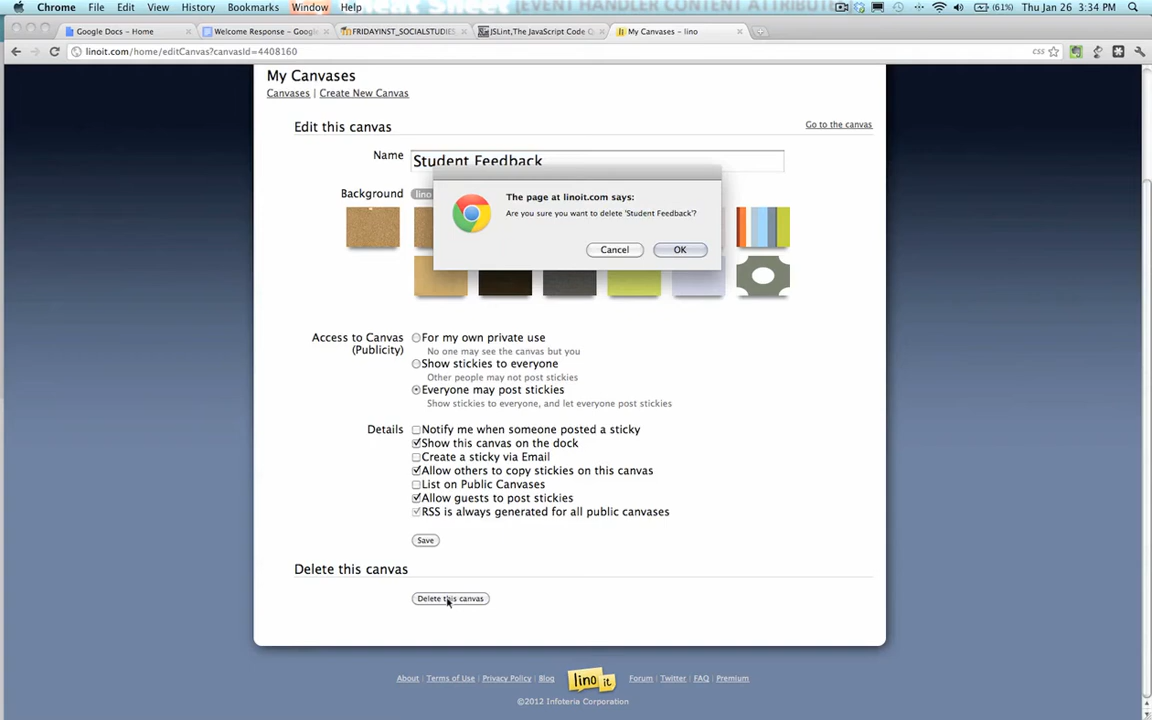 Chrome File Edit View History Bookmarks Window Help (61%) Thu Jan 26 3:34 PM
[EVENT HANDLER CONTENT ATTRIBUTE
Google Docs - Home Welcome Response - Google FRIDAYINST_SOCIALSTUDIES JSLint,The JavaScript Code My Canvases - lino
linoit.com/home/editCanvas?canvasId=4408160 css
My Canvases
Canvases | Create New Canvas
Edit this canvas Go to the canvas
Name Student Feedback
Background lino
The page at linoit.com says:
Are you sure you want to delete 'Student Feedback'?
Cancel OK
Access to Canvas (Publicity)
For my own private use
No one may see the canvas but you
Show stickies to everyone
Other people may not post stickies
Everyone may post stickies
Show stickies to everyone, and let everyone post stickies
Details Notify me when someone posted a sticky
Show this canvas on the dock
Create a sticky via Email
Allow others to copy stickies on this canvas
List on Public Canvases
Allow guests to post stickies
RSS is always generated for all public canvases
Save
Delete this canvas
Delete this canvas
About | Terms of Use | Privacy Policy | Blog lino it Forum | Twitter | FAQ | Premium
©2012 Infoteria Corporation